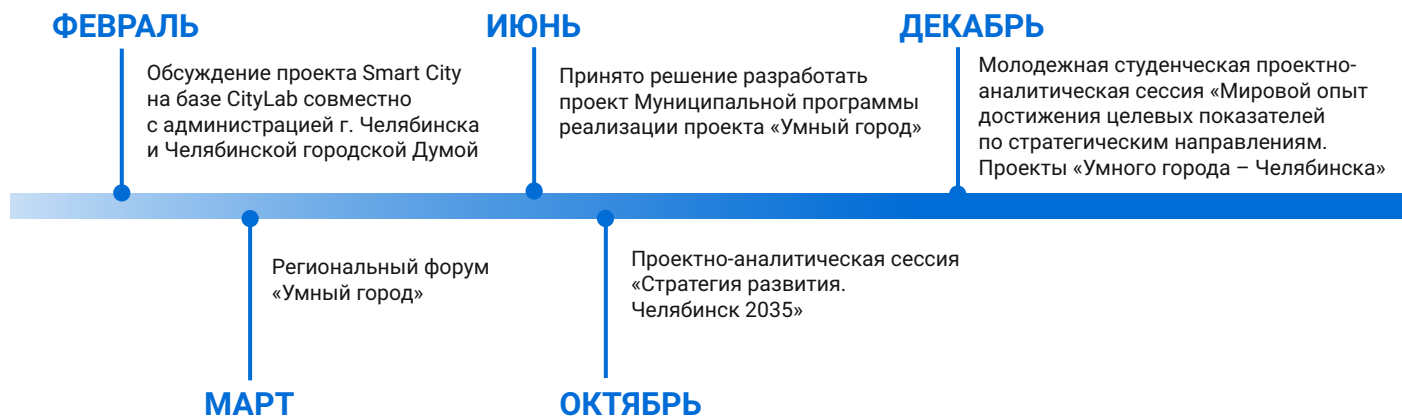 ФЕВРАЛЬ
Обсуждение проекта Smart City
на базе CityLab совместно
с администрацией г. Челябинска
и Челябинской городской Думой
МАРТ
Региональный форум
«Умный город»
ИЮНЬ
Принято решение разработать
проект Муниципальной программы
реализации проекта «Умный город»
ОКТЯБРЬ
Проектно-аналитическая сессия
«Стратегия развития.
Челябинск 2035»
ДЕКАБРЬ
Молодежная студенческая проектно-
аналитическая сессия «Мировой опыт
достижения целевых показателей
по стратегическим направлениям.
Проекты «Умного города – Челябинска»